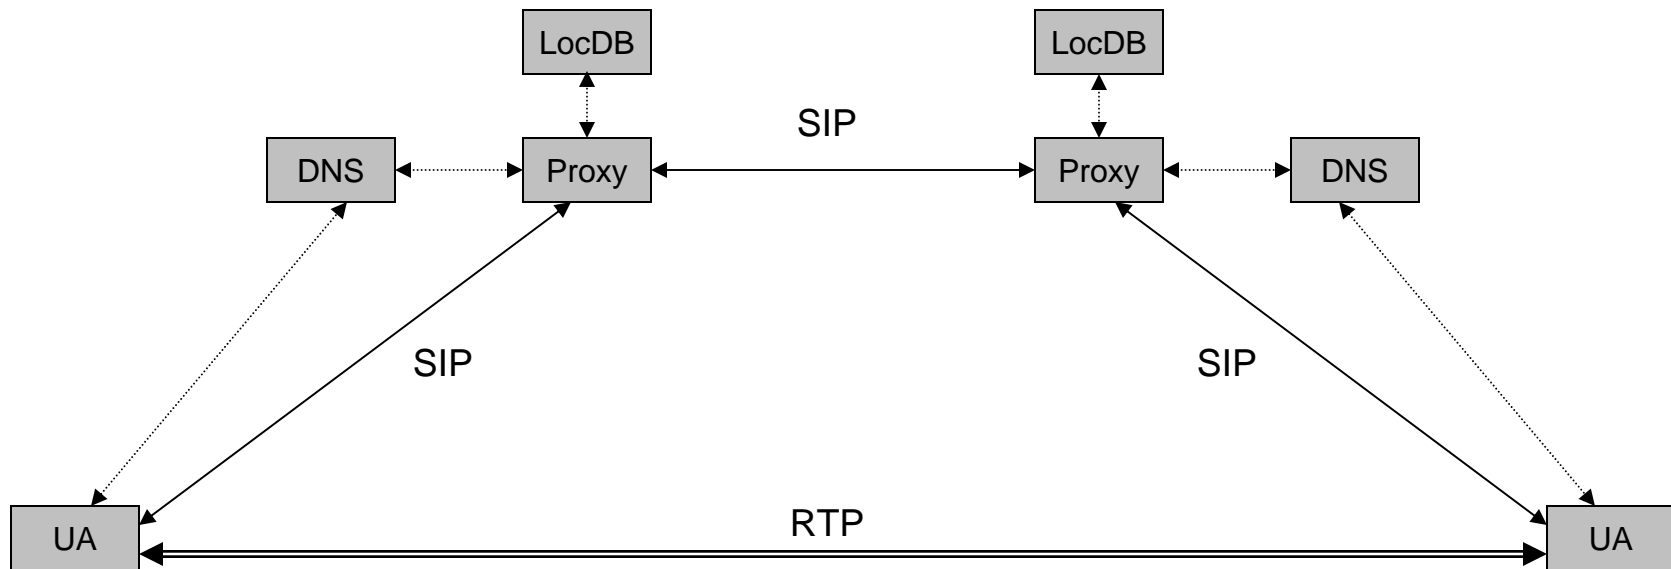 LocDB
LocDB
SIP
DNS
Proxy
Proxy
DNS
SIP
SIP
RTP
UA
UA